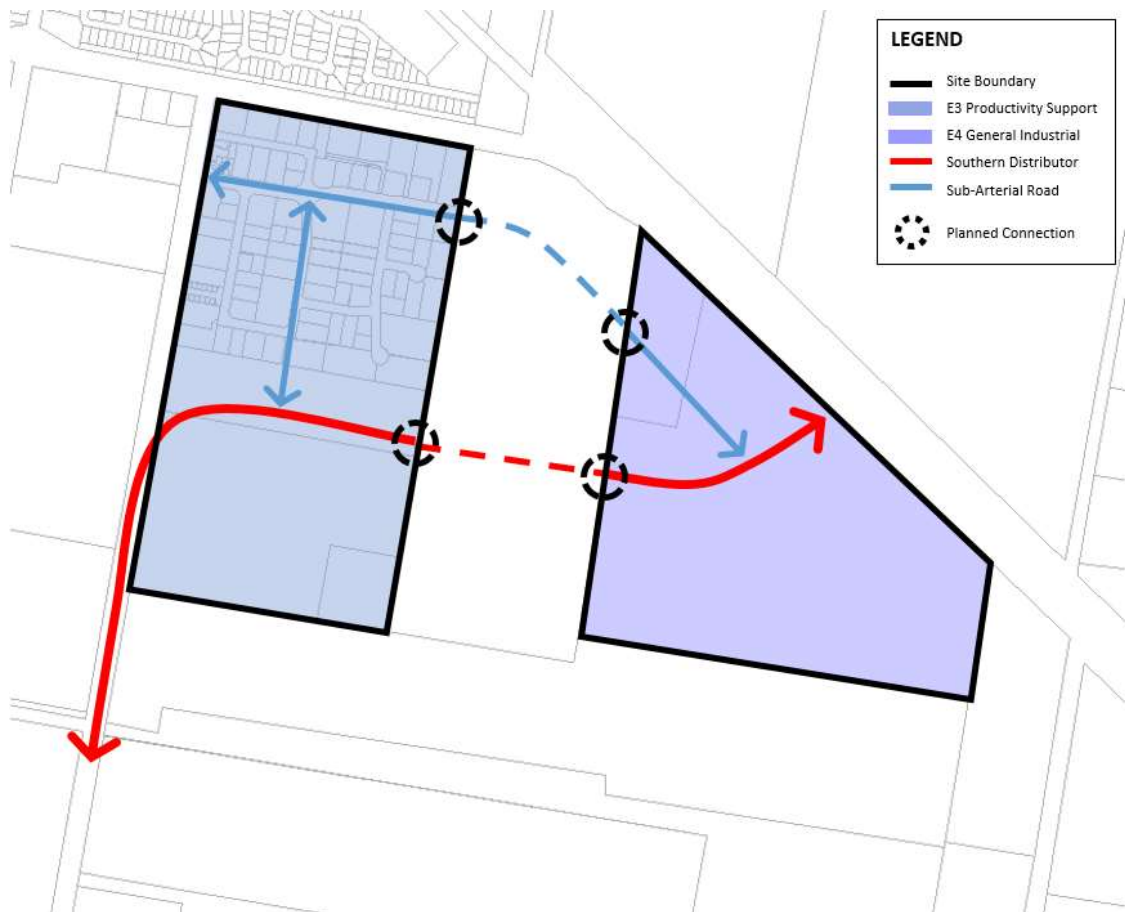 LEGEND
Site Boundary
E3 Productivity Support
E4 General Industrial
Southern Distributor
Sub-Arterial Road
Planned Connection